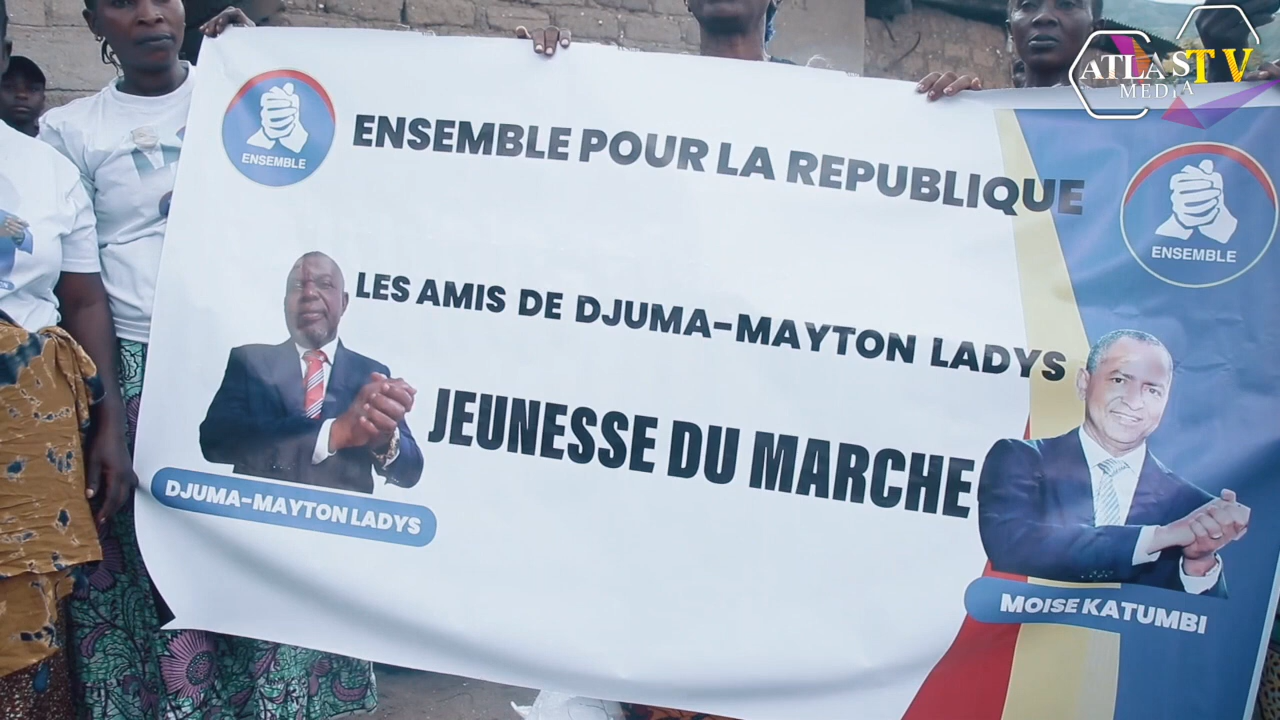 ATLAS TV
MEDIA
ENSEMBLE
ENSEMBLE POUR LA REPUBLIQUE
ENSEMBLE
LES AMIS DE DJUMA-MAYTON LADYS
JEUNESSE DU MARCHE
DJUMA-MAYTON LADYS
MOISE KATUMBI